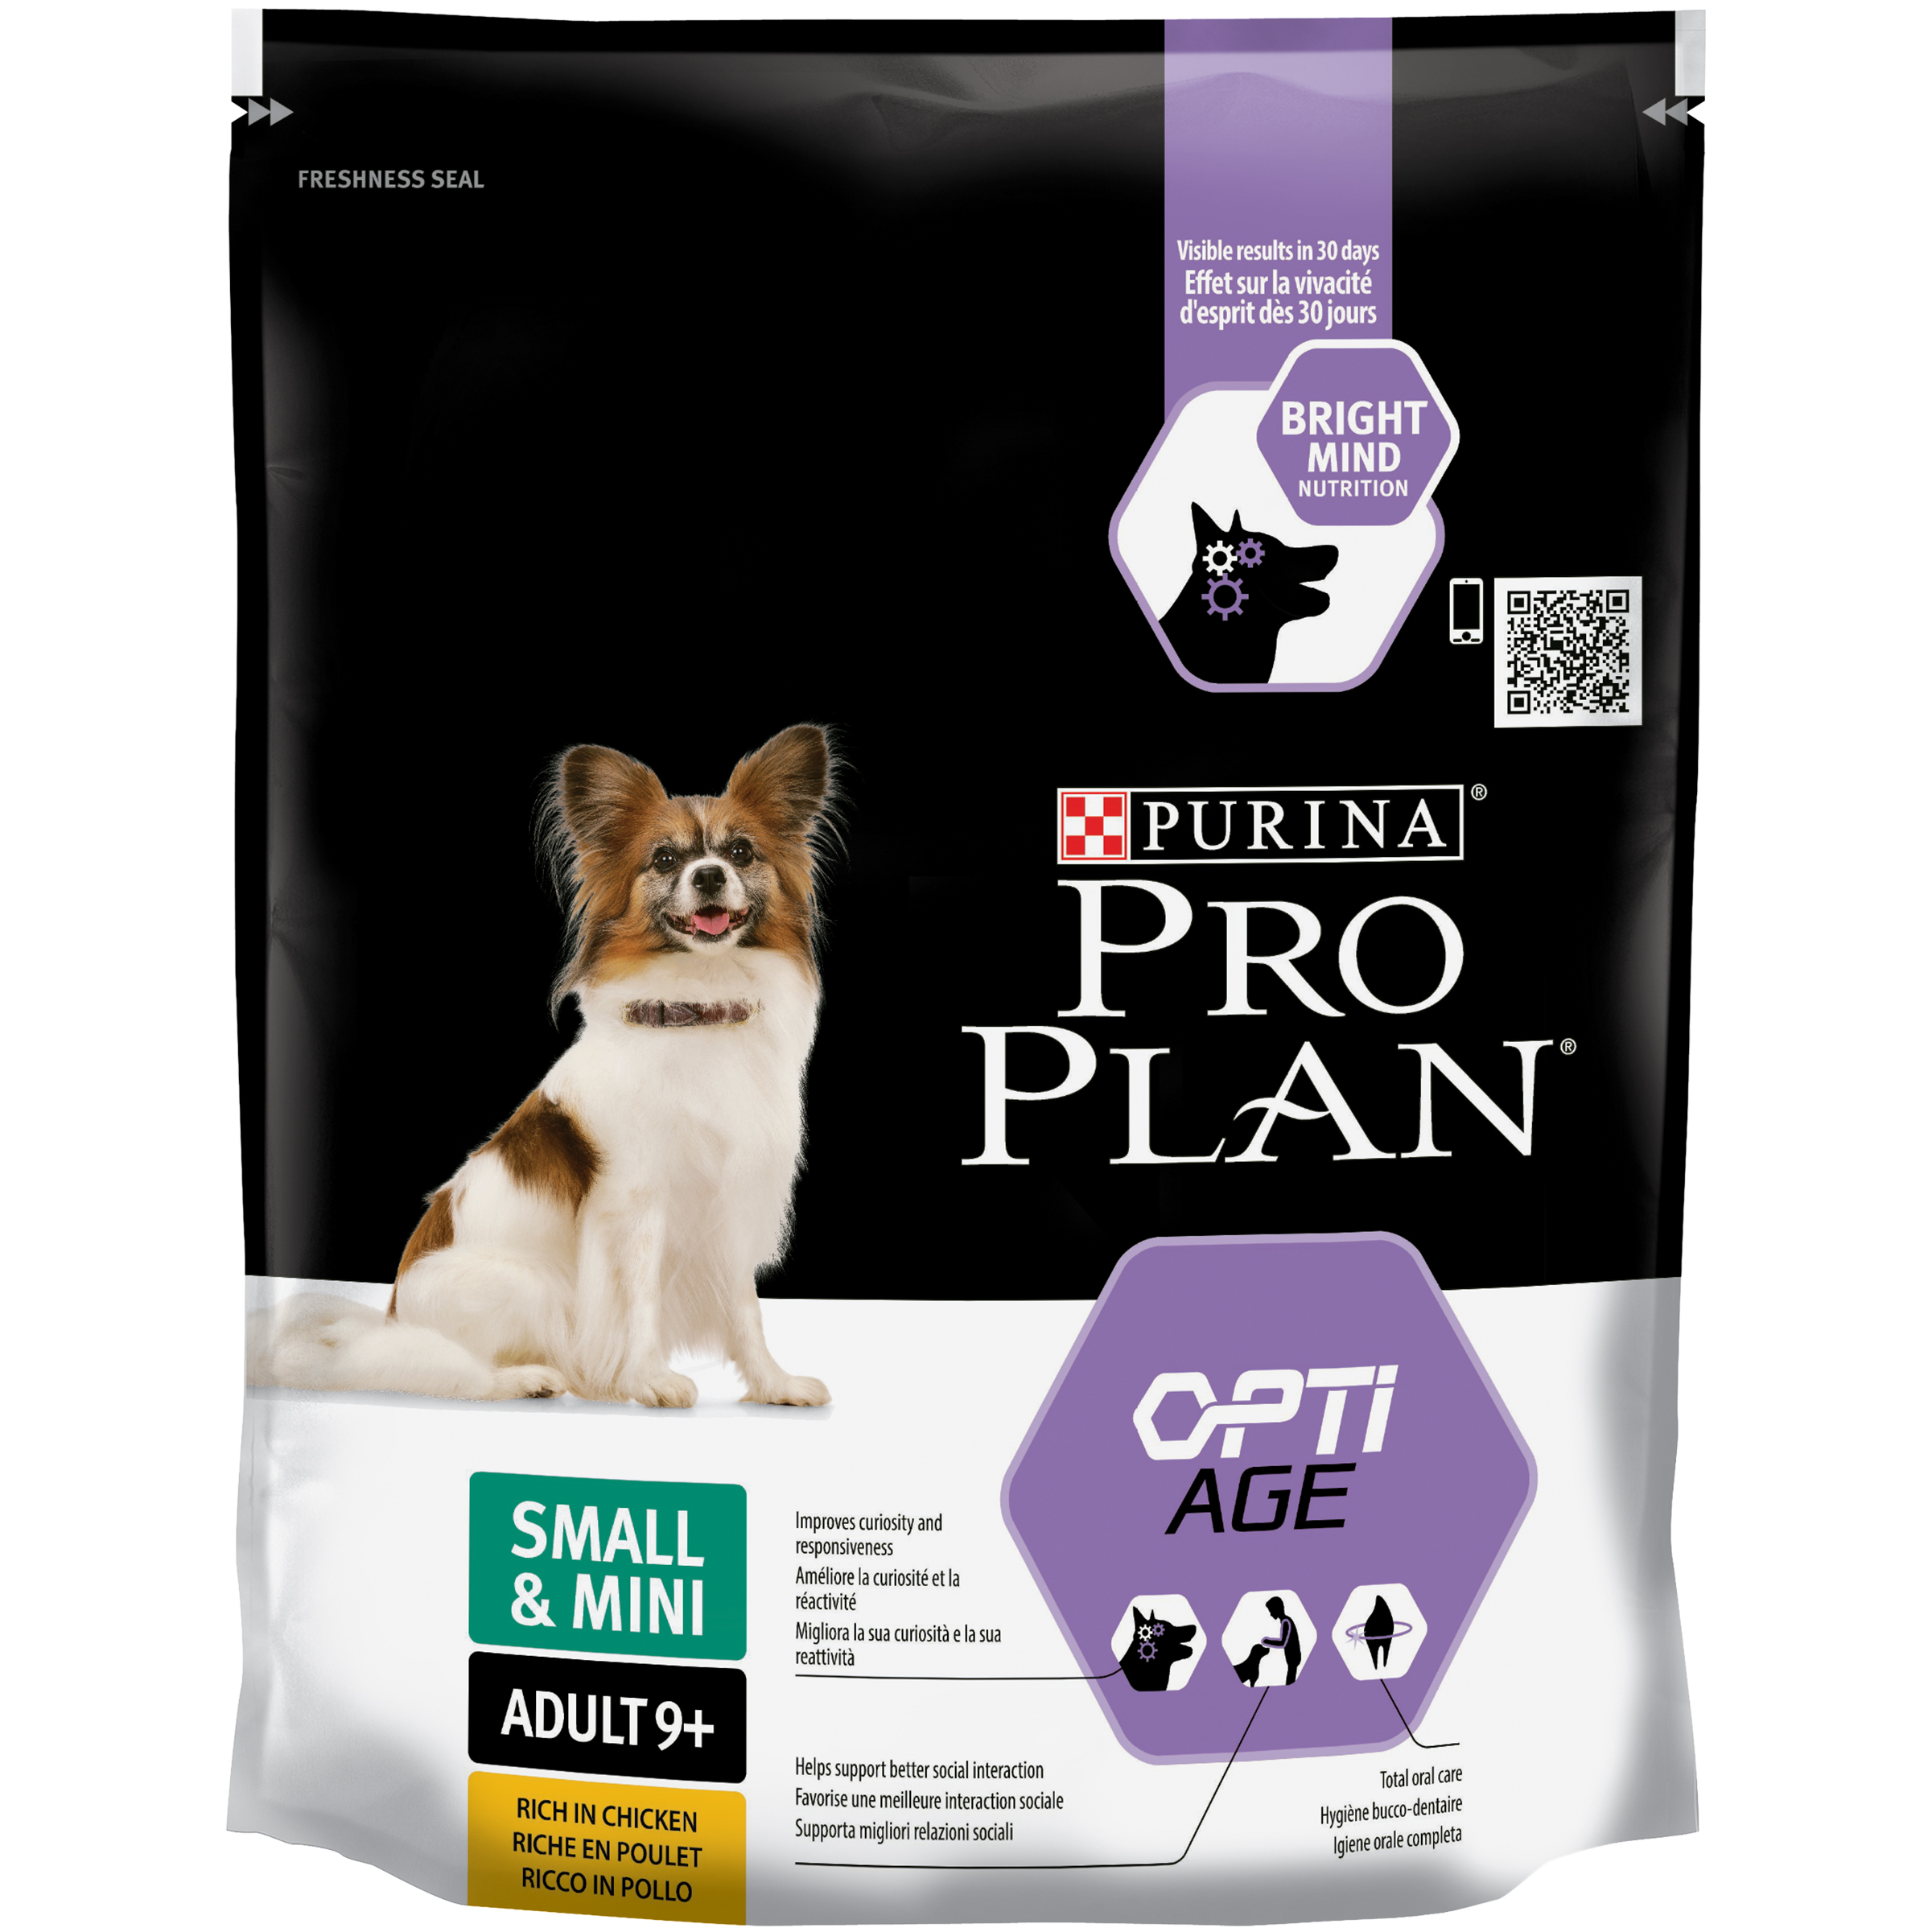 FRESHNESS SEAL
Visible results in 30 days
Effet sur la vivacité
d'esprit dès 30 jours
BRIGHT
MIND
NUTRITION
PURINA®
PRO
PLAN®
OPTI
AGE
SMALL
& MINI
ADULT 9+
RICH IN CHICKEN
RICHE EN POULET
RICCO IN POLLO
Improves curiosity and
responsiveness
Améliore la curiosité et la
réactivité
Migliora la sua curiosità e la sua
reattività
Helps support better social interaction
Favorise une meilleure interaction sociale
Supporta migliori relazioni sociali
Total oral care
Hygiène bucco-dentaire
Igiene orale completa